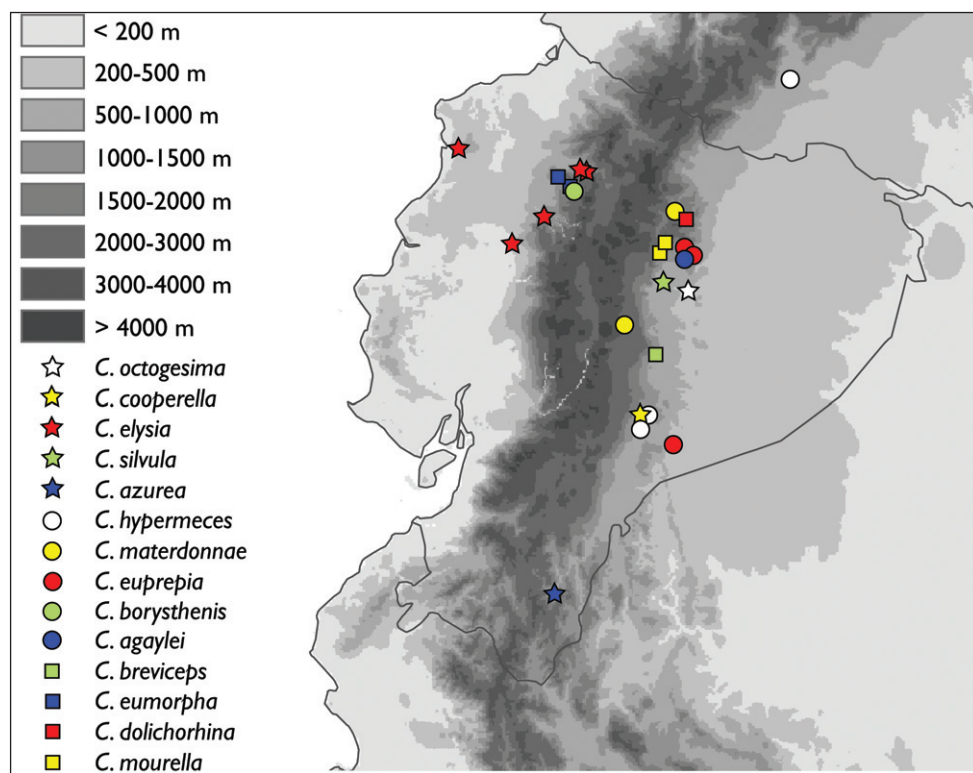 < 200 m
200-500 m
500-1000 m
1000-1500 m
1500-2000 m
2000-3000 m
3000-4000 m
> 4000 m
C. octogesima
C. cooperella
C. elysia
C. silvula
C. azurea
C. hypermeces
C. materdonnae
C. euprepia
C. borysthenis
C. agaylei
C. breviceps
C. eumorpha
C. dolichorhina
C. mourella